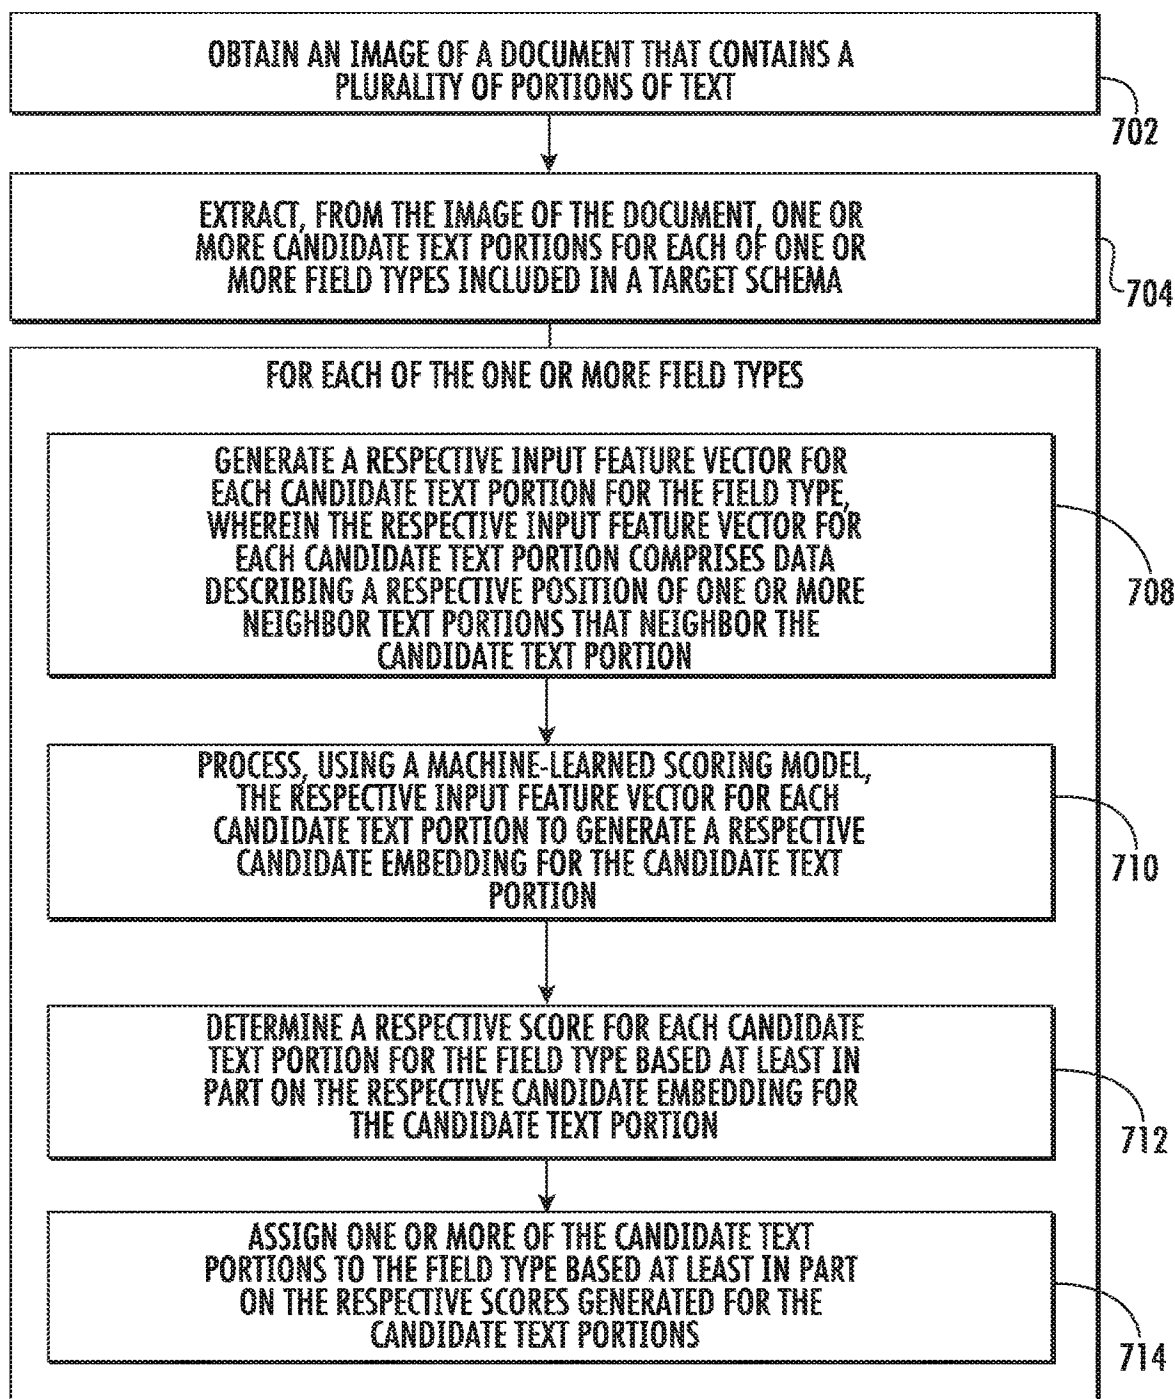 OBTAIN AN IMAGE OF A DOCUMENT THAT CONTAINS A
PLURALITY OF PORTIONS OF TEXT
702
EXTRACT, FROM THE IMAGE OF THE DOCUMENT, ONE OR
MORE CANDIDATE TEXT PORTIONS FOR EACH OF ONE OR
MORE FIELD TYPES INCLUDED IN A TARGET SCHEMA
704
FOR EACH OF THE ONE OR MORE FIELD TYPES
GENERATE A RESPECTIVE INPUT FEATURE VECTOR FOR
EACH CANDIDATE TEXT PORTION FOR THE FIELD TYPE,
WHEREIN THE RESPECTIVE INPUT FEATURE VECTOR FOR
EACH CANDIDATE TEXT PORTION COMPRISES DATA
DESCRIBING A RESPECTIVE POSITION OF ONE OR MORE
NEIGHBOR TEXT PORTIONS THAT NEIGHBOR THE
CANDIDATE TEXT PORTION
708
PROCESS, USING A MACHINE-LEARNED SCORING MODEL,
THE RESPECTIVE INPUT FEATURE VECTOR FOR EACH
CANDIDATE TEXT PORTION TO GENERATE A RESPECTIVE
CANDIDATE EMBEDDING FOR THE CANDIDATE TEXT
PORTION
710
DETERMINE A RESPECTIVE SCORE FOR EACH CANDIDATE
TEXT PORTION FOR THE FIELD TYPE BASED AT LEAST IN
PART ON THE RESPECTIVE CANDIDATE EMBEDDING FOR
THE CANDIDATE TEXT PORTION
712
ASSIGN ONE OR MORE OF THE CANDIDATE TEXT
PORTIONS TO THE FIELD TYPE BASED AT LEAST IN PART
ON THE RESPECTIVE SCORES GENERATED FOR THE
CANDIDATE TEXT PORTIONS
714